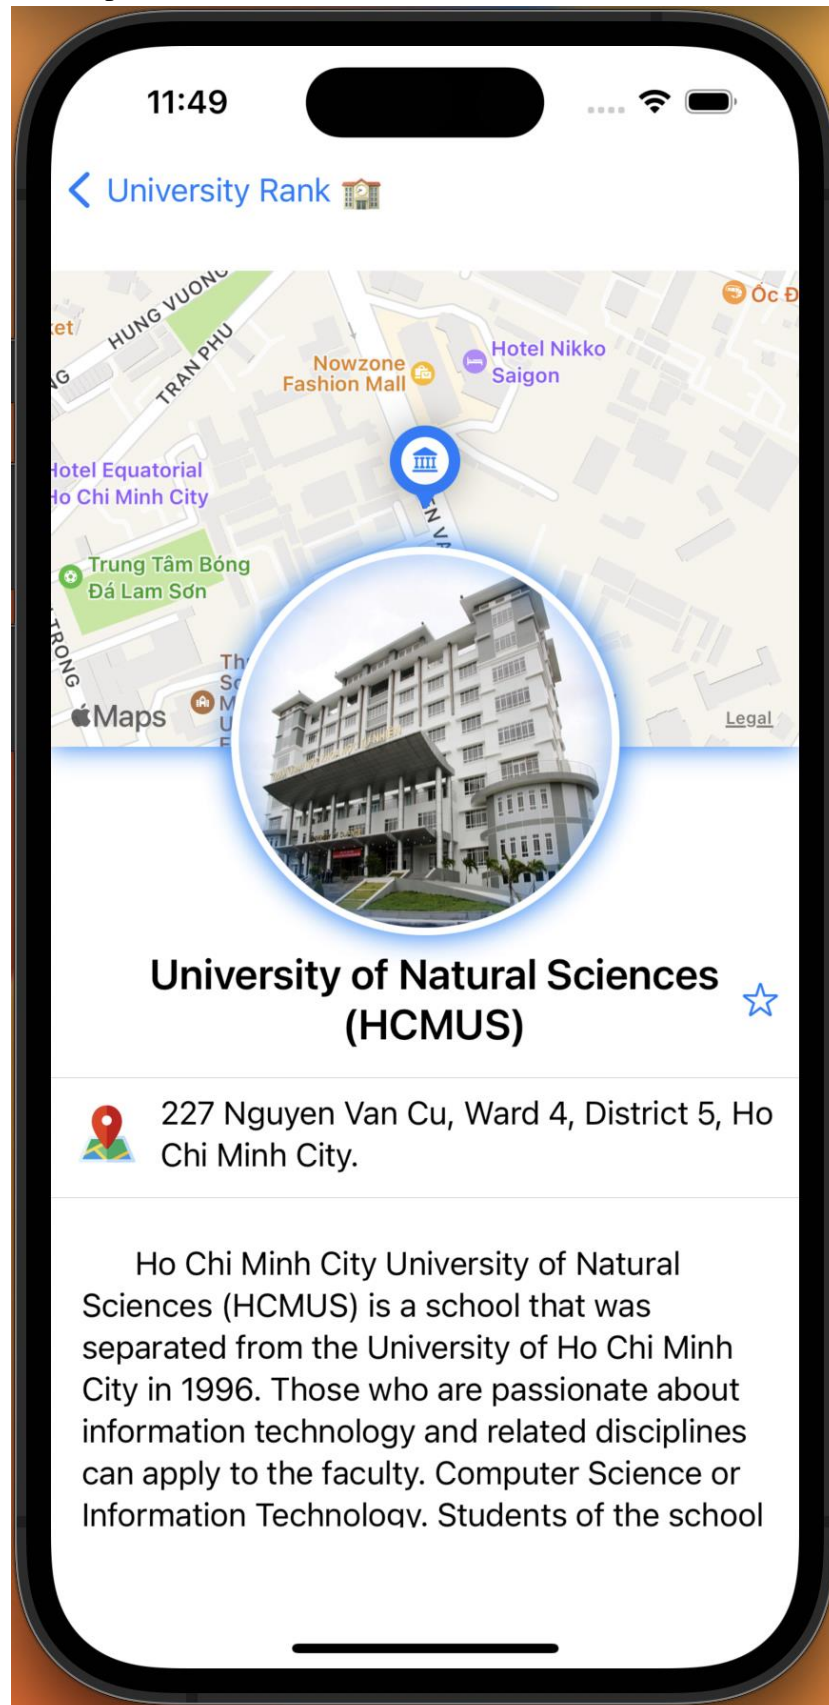 11:49
University Rank
Ốc Đ
HUNG VUONG
TRAN PHU
Nowzone
Fashion Mall
Hotel Nikko
Saigon
Hotel Equatorial
Ho Chi Minh City
Trung Tâm Bóng
Đá Lam Sơn
TRONG
Maps
Legal
University of Natural Sciences
(HCMUS)
227 Nguyen Van Cu, Ward 4, District 5, Ho
Chi Minh City.
Ho Chi Minh City University of Natural
Sciences (HCMUS) is a school that was
separated from the University of Ho Chi Minh
City in 1996. Those who are passionate about
information technology and related disciplines
can apply to the faculty. Computer Science or
Information Technology. Students of the school